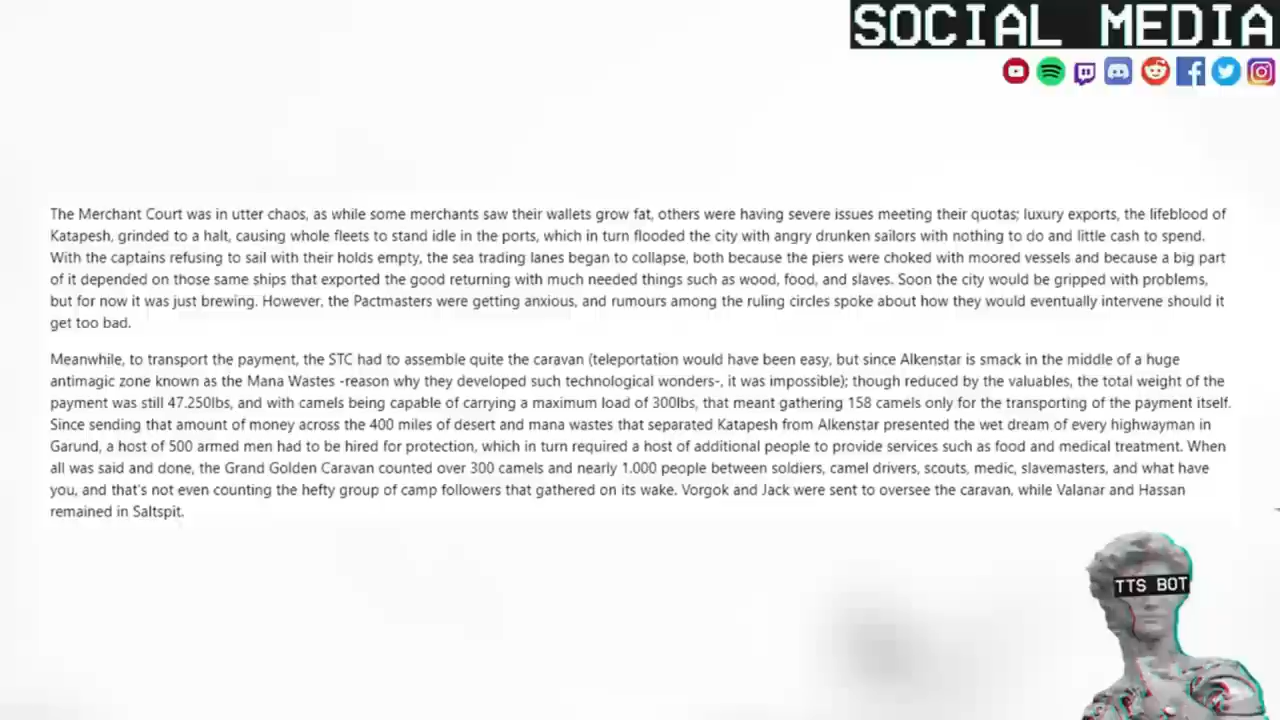 SOCIAL MEDIA
The Merchant Court was in utter chaos, as while some merchants saw their wallets grow fat, others were having severe issues meeting their quotas; luxury exports, the lifeblood of
Katapesh, grinded to a halt, causing whole fleets to stand idle in the ports, which in turn flooded the city with angry drunken sailors with nothing to do and little cash to spend.
With the captains refusing to sail with their holds empty, the sea trading lanes began to collapse, both because the piers were choked with moored vessels and because a big part
of it depended on those same ships that exported the good returning with much needed things such as wood, food, and slaves. Soon the city would be gripped with problems,
but for now it was just brewing. However, the Pactmasters were getting anxious, and rumours among the ruling circles spoke about how they would eventually intervene should it
get too bad.
Meanwhile, to transport the payment, the STC had to assemble quite the caravan (teleportation would have been easy, but since Alkenstar is smack in the middle of a huge
antimagic zone known as the Mana Wastes -reason why they developed such technological wonders-, it was impossible); though reduced by the valuables, the total weight of the
payment was still 47.250lbs, and with camels being capable of carrying a maximum load of 300lbs, that meant gathering 158 camels only for the transporting of the payment itself.
Since sending that amount of money across the 400 miles of desert and mana wastes that separated Katapesh from Alkenstar presented the wet dream of every highwayman in
Garund, a host of 500 armed men had to be hired for protection, which in turn required a host of additional people to provide services such as food and medical treatment. When
all was said and done, the Grand Golden Caravan counted over 300 camels and nearly 1.000 people between soldiers, camel drivers, scouts, medic, slavemasters, and what have
you, and that's not even counting the hefty group of camp followers that gathered on its wake. Vorgok and Jack were sent to oversee the caravan, while Valanar and Hassan
remained in Saltspit.
TTS BOT